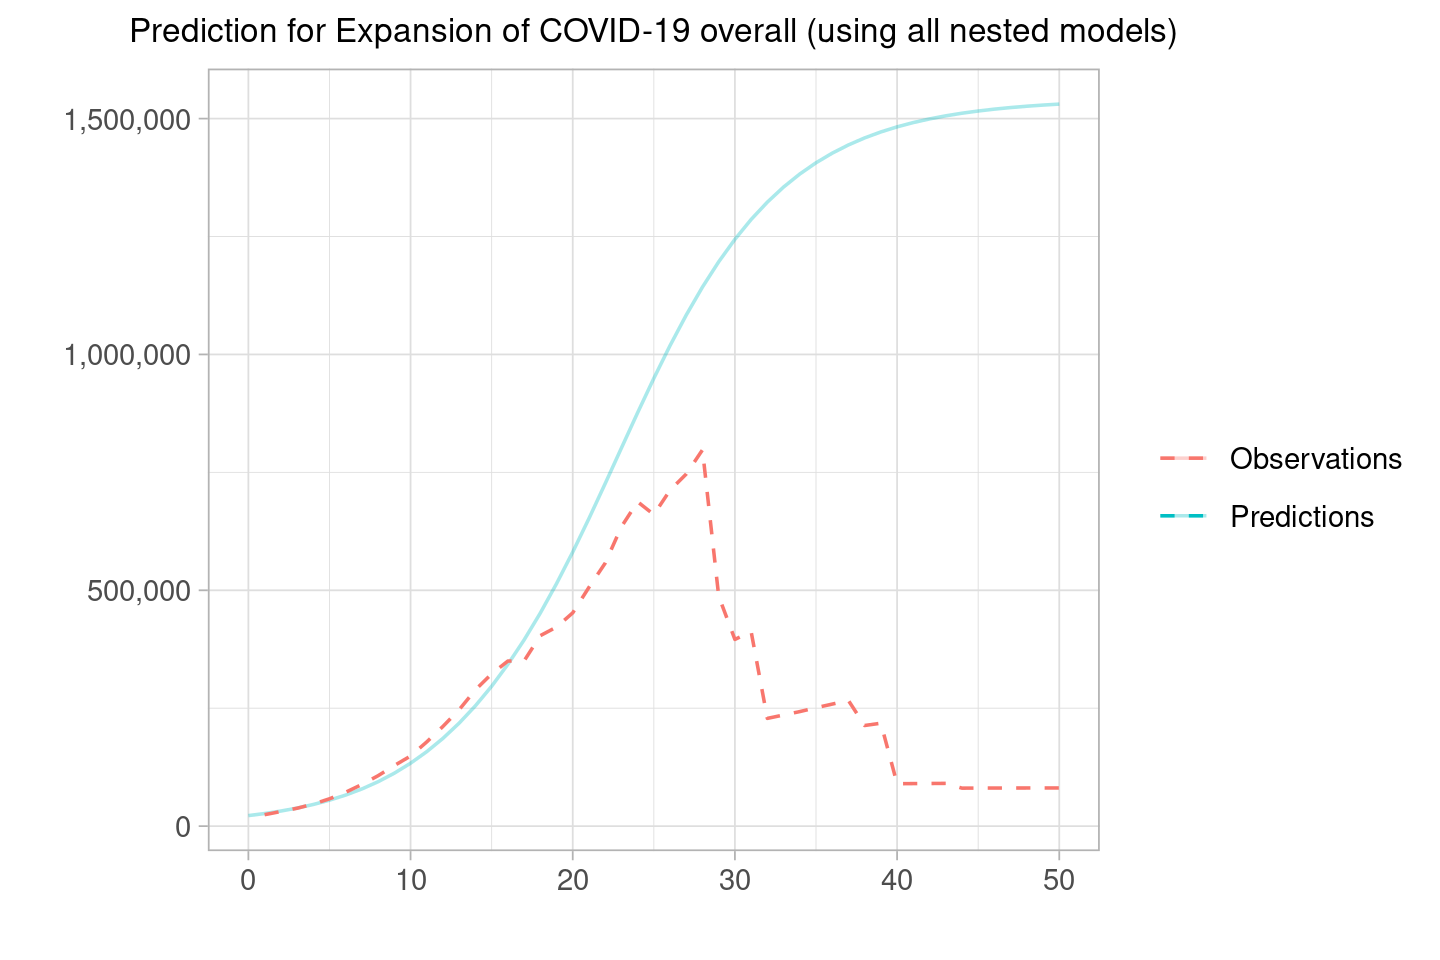 Prediction for Expansion of COVID-19 overall (using all nested models)
1,500,000
1,000,000
500,000
0
0 10 20 30 40 50
Observations
Predictions